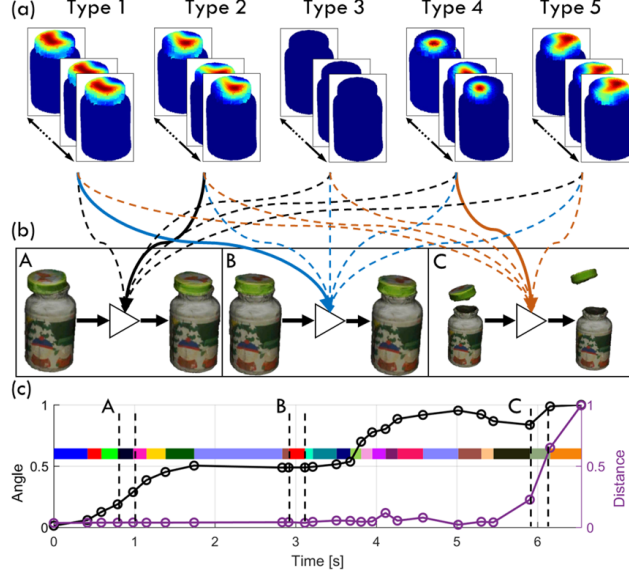 (a) Type 1 Type 2 Type 3 Type 4 Type 5
(b)
A B C
(c)
A B C
1 1
0.5 0.5
0 0
Angle
Distance
0 1 2 3 4 5 6
Time [s]